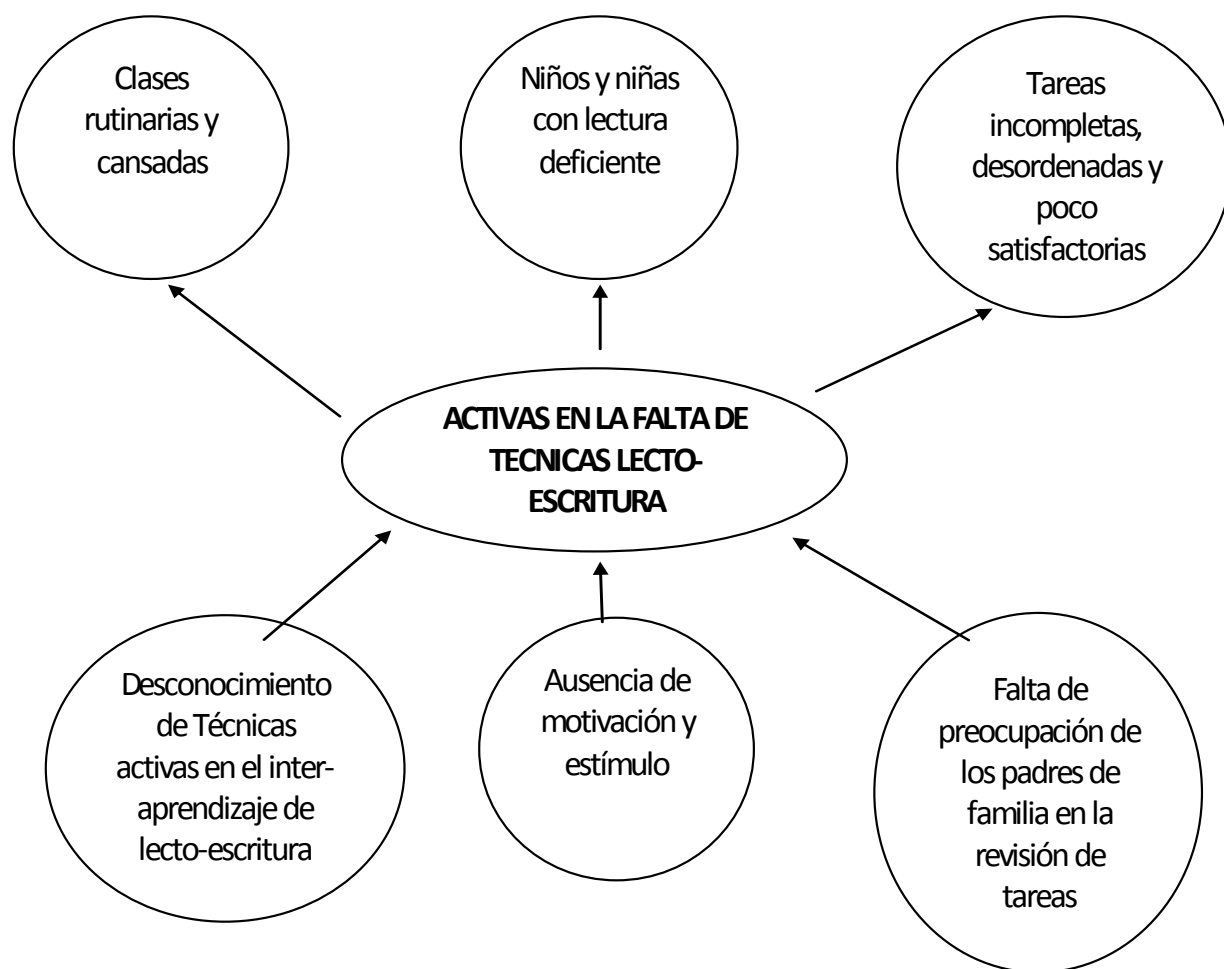 Clases
rutinarias y
cansadas
Niños y niñas
con lectura
deficiente
Tareas
incompletas,
desordenadas y
poco
satisfactorias
ACTIVAS EN LA FALTA DE
TECNICAS LECTO-
ESCRITURA
Desconocimiento
de Técnicas
activas en el inter-
aprendizaje de
lecto-escritura
Ausencia de
motivación y
estímulo
Falta de
preocupación de
los padres de
familia en la
revisión de
tareas